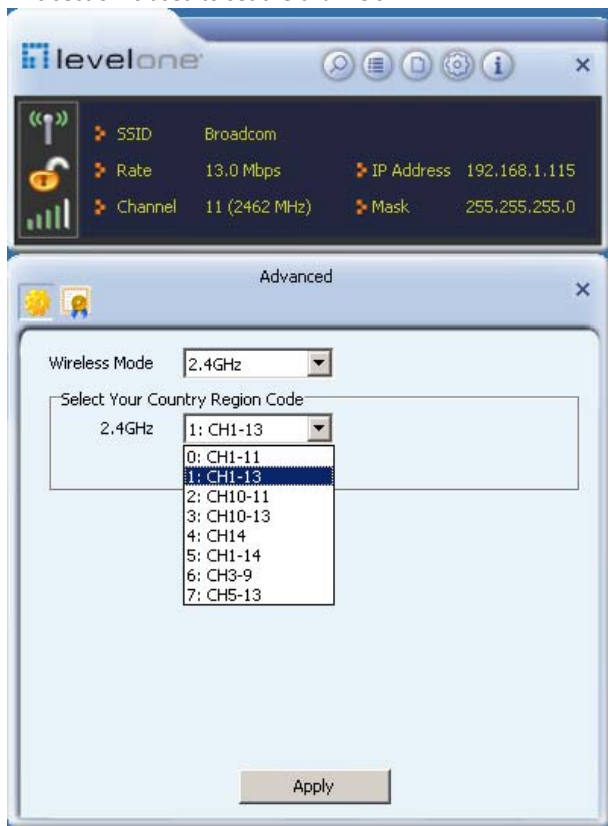 levelone
SSID Broadcom
Rate 13.0 Mbps IP Address 192.168.1.115
Channel 11 (2462 MHz) Mask 255.255.255.0
Advanced
Wireless Mode 2.4GHz
Select Your Country Region Code
2.4GHz 1: CH1-13
0: CH1-11
1: CH1-13
2: CH10-11
3: CH10-13
4: CH14
5: CH1-14
6: CH3-9
7: CH5-13
Apply